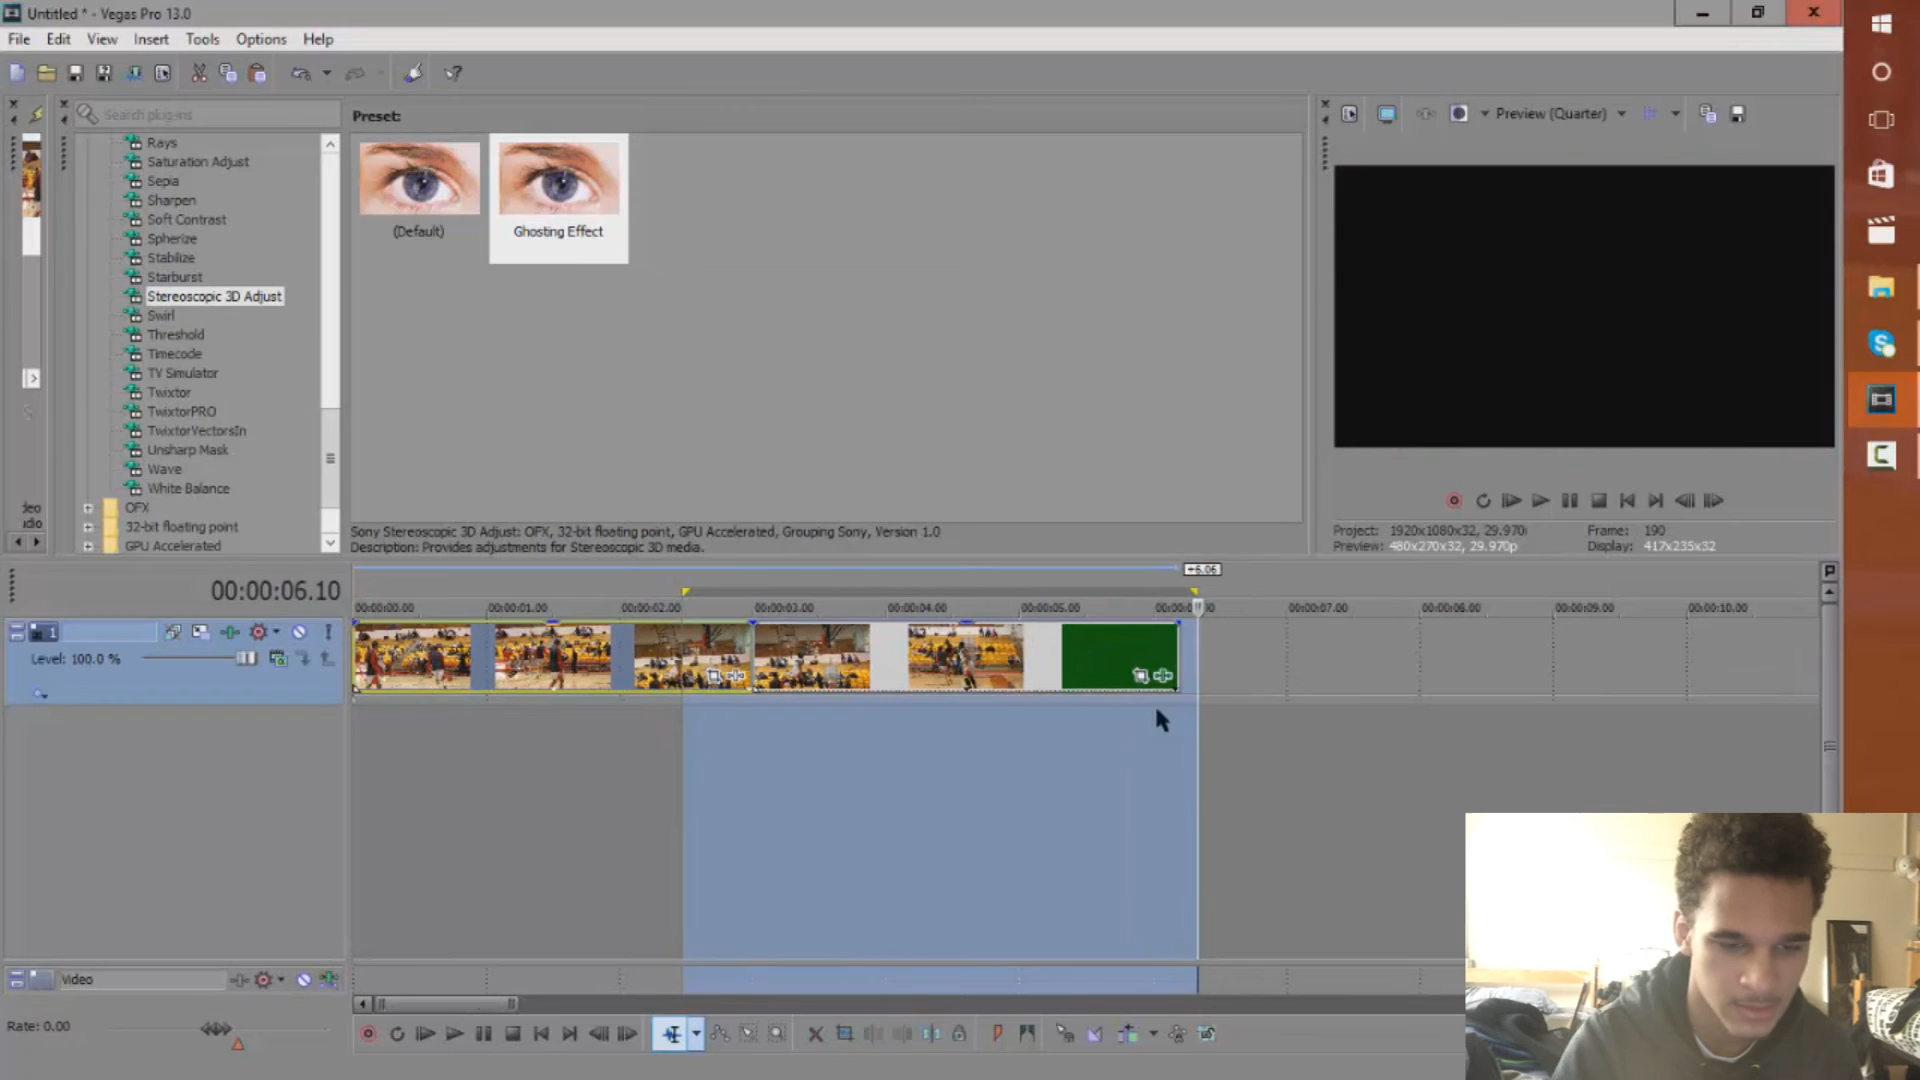 Untitled * - Vegas Pro 13.0
File Edit View Insert Tools Options Help
Search plug-ins
Preset:
Preview (Quarter)
Rays
Saturation Adjust
Sepia
Sharpen
Soft Contrast
Spherize
Stabilize
Starburst
Stereoscopic 3D Adjust
Swirl
Threshold
Timecode
TV Simulator
Twixtor
TwixtorPRO
TwixtorVectorsIn
Unsharp Mask
Wave
White Balance
OFX
32-bit floating point
GPU Accelerated
(Default)
Ghosting Effect
Sony Stereoscopic 3D Adjust: OFX, 32-bit floating point, GPU Accelerated, Grouping Sony, Version 1.0
Description: Provides adjustments for Stereoscopic 3D media.
Project: 1920x1080x32, 29.970i Frame: 190
Preview: 480x270x32, 29.970p Display: 417x235x32
+6.06
00:00:06.10
00:00:00.00 00:00:01.00 00:00:02.00 00:00:03.00 00:00:04.00 00:00:05.00 00:00:07.00 00:00:08.00 00:00:09.00 00:00:10.00
1
Level: 100.0 %
Video
Rate: 0.00